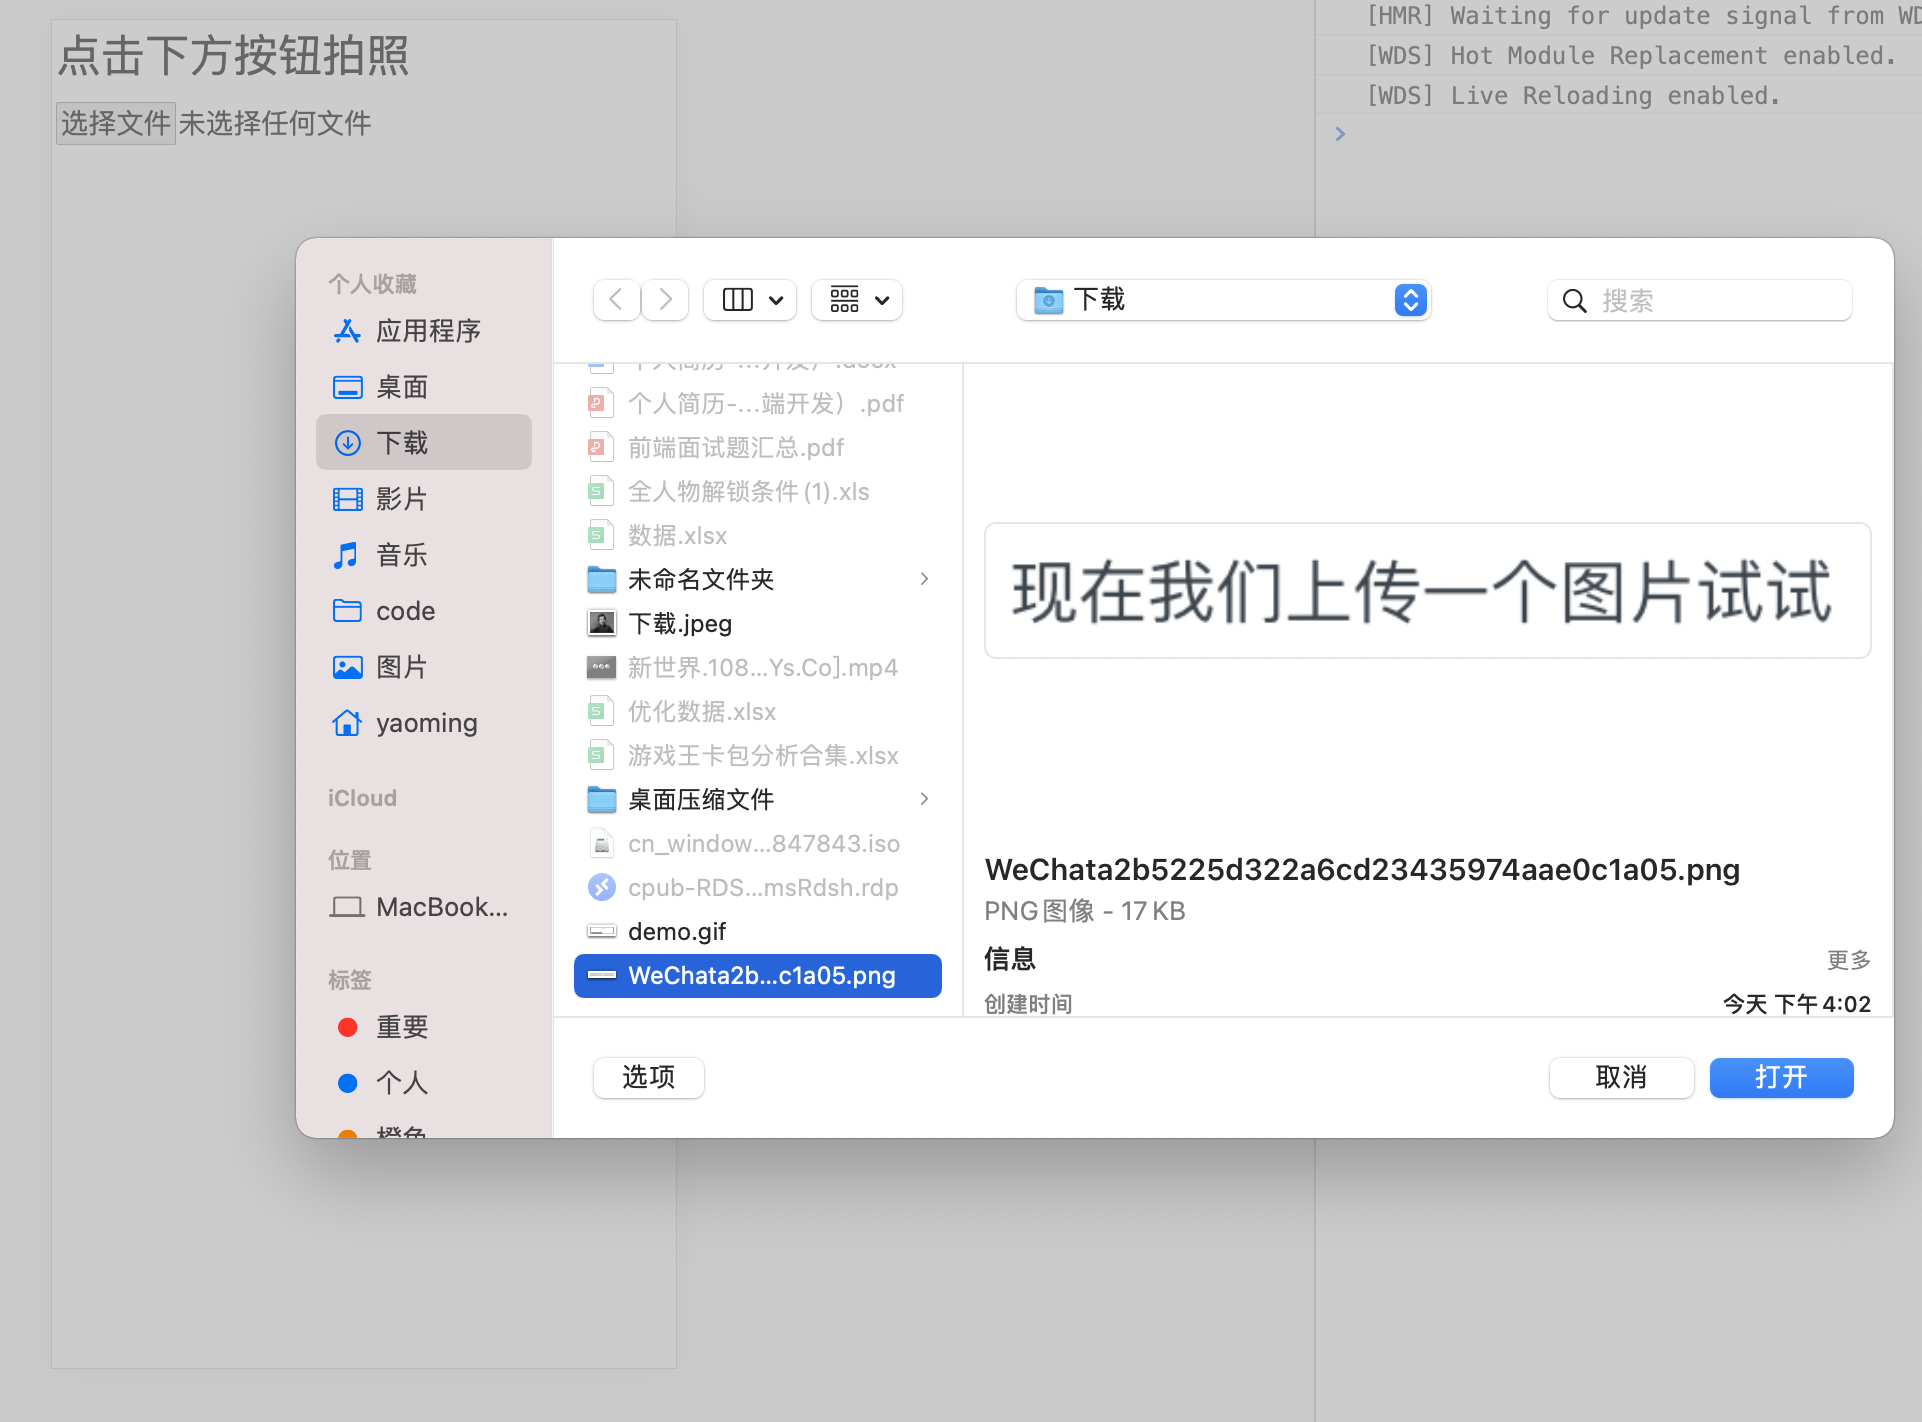 点击下方按钮拍照
选择文件 未选择任何文件
[HMR] Waiting for update signal from WD
[WDS] Hot Module Replacement enabled.
[WDS] Live Reloading enabled.
个人收藏
应用程序
桌面
下载
影片
音乐
code
图片
yaoming
iCloud
位置
MacBook...
标签
重要
个人
橙色
下载
搜索
个人简历-...开发）.docx
个人简历-...端开发）.pdf
前端面试题汇总.pdf
全人物解锁条件(1).xls
数据.xlsx
未命名文件夹
下载.jpeg
新世界.108...Ys.Co].mp4
优化数据.xlsx
游戏王卡包分析合集.xlsx
桌面压缩文件
cn_window...847843.iso
cpub-RDS...msRdsh.rdp
demo.gif
WeChata2b...c1a05.png
现在我们上传一个图片试试
WeChata2b5225d322a6cd23435974aae0c1a05.png
PNG图像 - 17 KB
信息 更多
创建时间 今天 下午4:02
选项 取消 打开